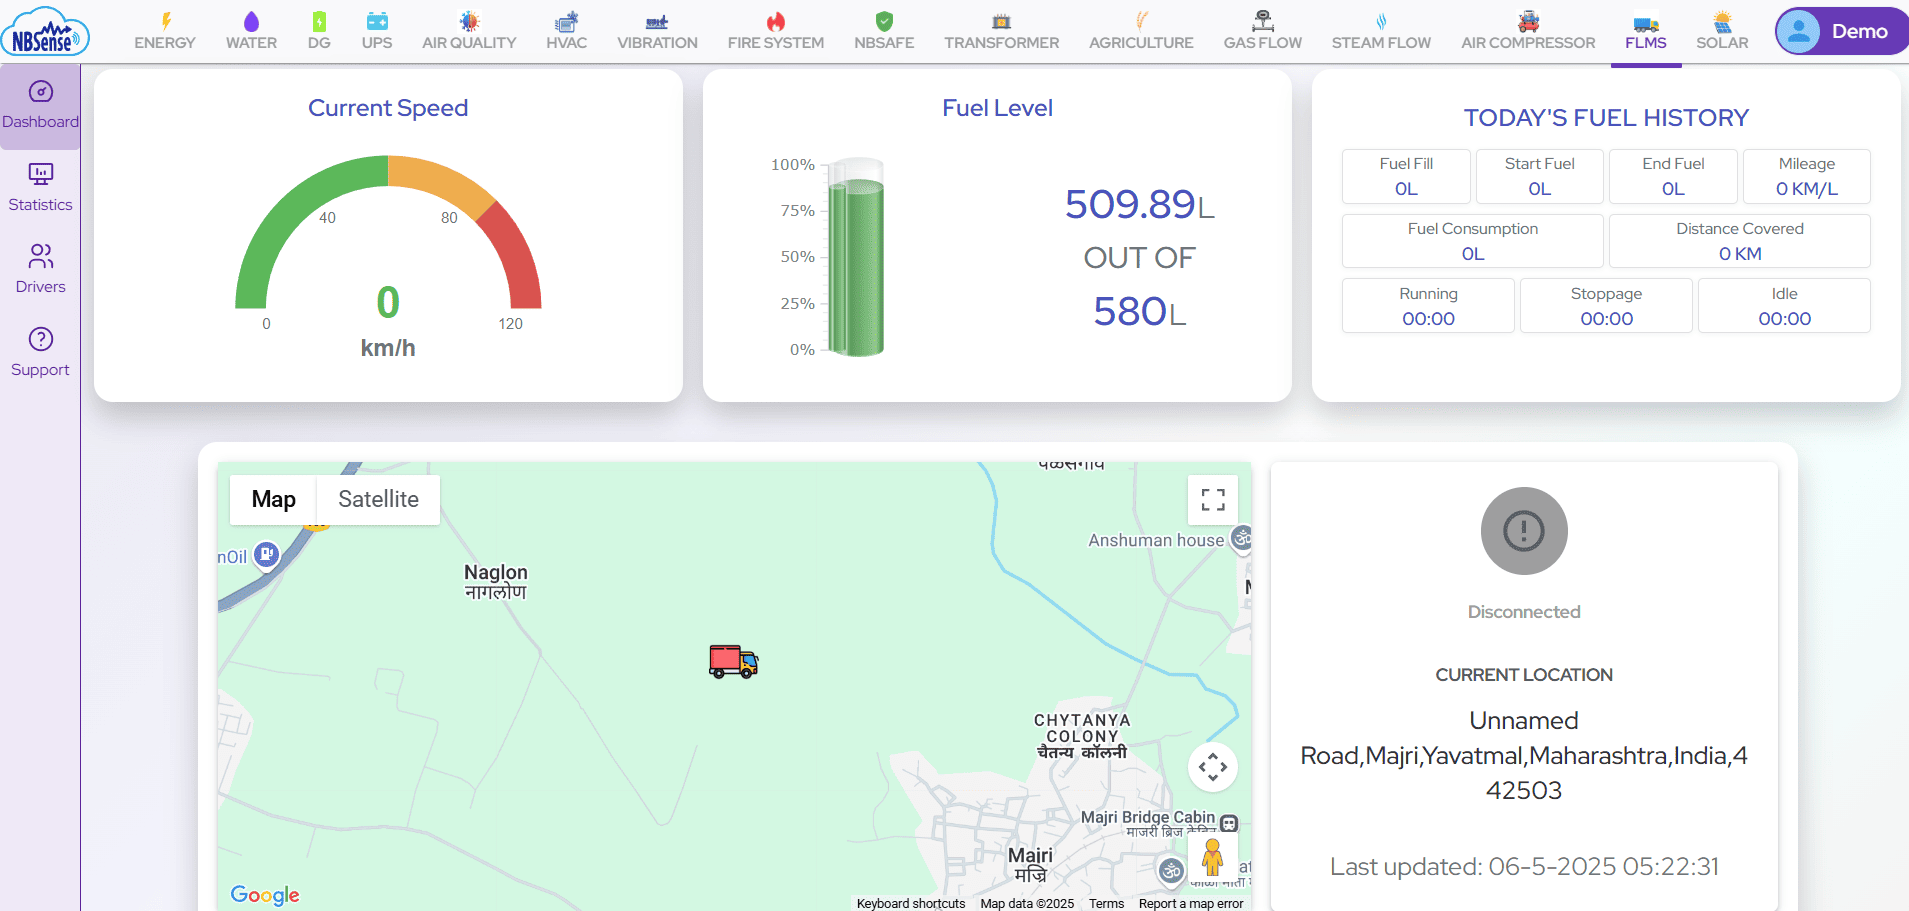 NBSense
ENERGY
WATER
DG
UPS
AIR QUALITY
HVAC
VIBRATION
FIRE SYSTEM
NBSAFE
TRANSFORMER
AGRICULTURE
GAS FLOW
STEAM FLOW
AIR COMPRESSOR
FLMS
SOLAR
Demo
Dashboard
Statistics
Drivers
Support
Current Speed
40
80
0
0
120
km/h
Fuel Level
100%
75%
50%
25%
0%
509.89L
OUT OF
580L
TODAY'S FUEL HISTORY
Fuel Fill
0L
Start Fuel
0L
End Fuel
0L
Mileage
0 KM/L
Fuel Consumption
0L
Distance Covered
0 KM
Running
00:00
Stoppage
00:00
Idle
00:00
Map
Satellite
nOil
Anshuman house
Naglon
नागलोण
CHYTANYA
COLONY
चैतन्य कॉलनी
Majri Bridge Cabin
माजरी ब्रिज
Majri
मज्रि
Google
Keyboard shortcuts
Map data ©2025
Terms
Report a map error
Disconnected
CURRENT LOCATION
Unnamed
Road,Majri,Yavatmal,Maharashtra,India,4
42503
Last updated: 06-5-2025 05:22:31